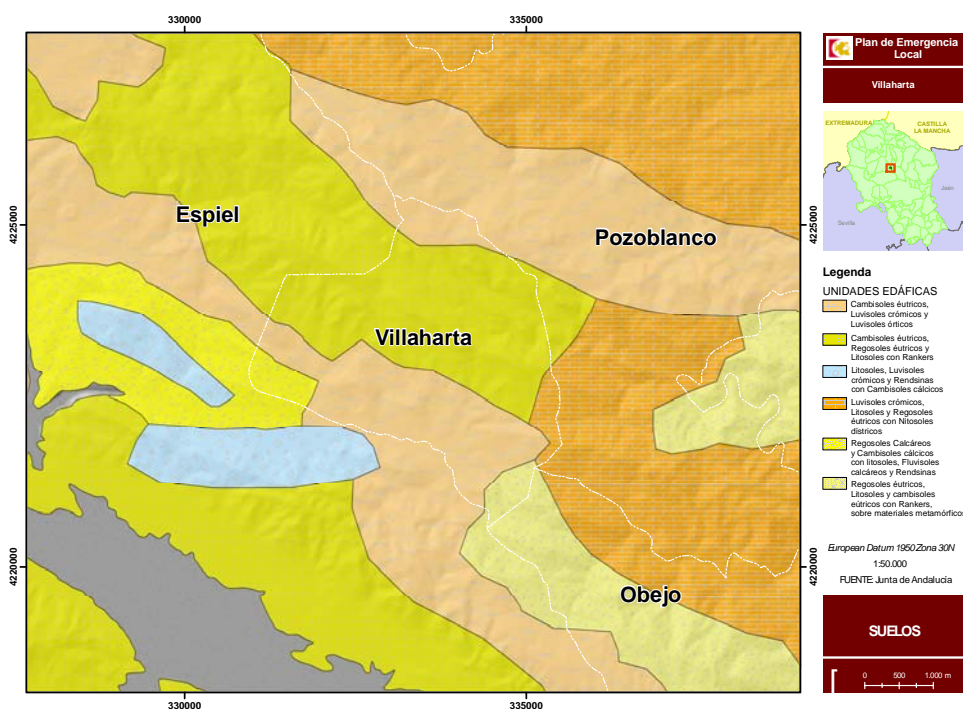 330000
335000
4225000
4220000
Espiel
Pozoblanco
Villaharta
Obejo
4225000
4220000
330000
335000
Plan de Emergencia
Local
Villaharta
EXTREMADURA
CASTILLA
LA MANCHA
Jaén
Sevilla
Legenda
UNIDADES EDÁFICAS
Cambisoles éutricos,
Luvisoles crómicos y
Luvisoles órticos
Cambisoles éutricos,
Regosoles éutricos y
Litosoles con Rankers
Litosoles, Luvisoles
crómicos y Rendsinas
con Cambisoles cálcicos
Luvisoles crómicos,
Litosoles y Regosoles
éutricos con Nitosoles
dístricos
Regosoles Calcáreos
y Cambisoles cálcicos
con litosoles, Fluvisoles
calcáreos y Rendsinas
Regosoles éutricos,
Litosoles y cambisoles
eútricos con Rankers,
sobre materiales metamórficos
European Datum 1950 Zona 30N
1:50.000
FUENTE: Junta de Andalucia
SUELOS
0 500 1.000 m